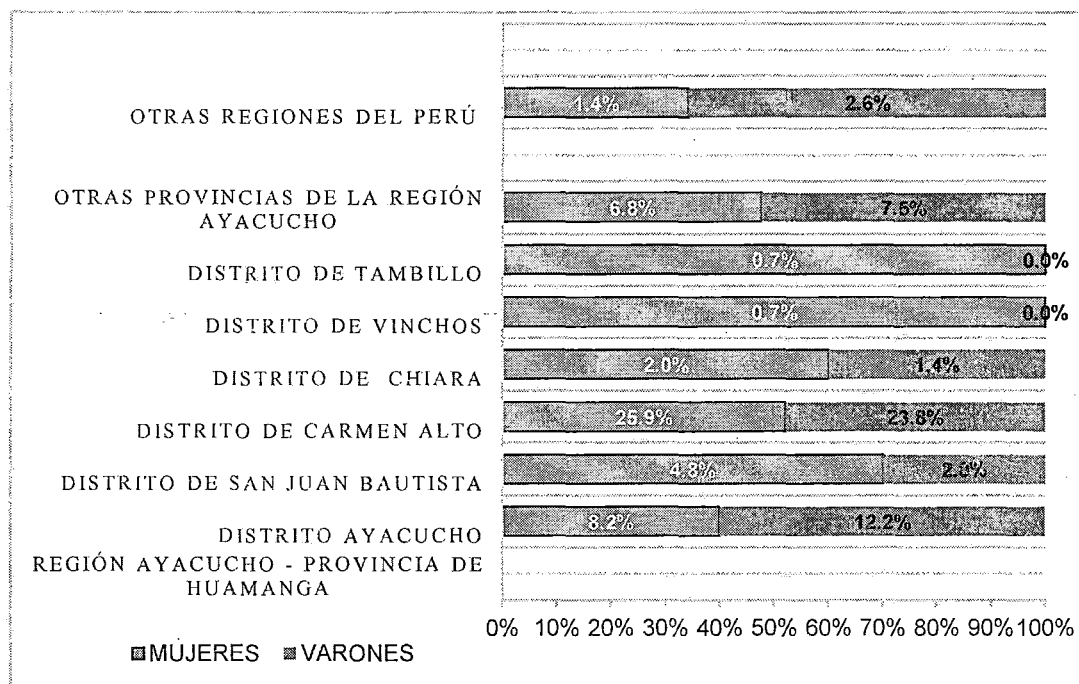 OTRAS REGIONES DEL PERÚ
1.4% 2.6%
OTRAS PROVINCIAS DE LA REGIÓN
AYACUCHO
6.8% 7.5%
DISTRITO DE TAMBILLO
0.7% 0.0%
DISTRITO DE VINCHOS
0.7% 0.0%
DISTRITO DE CHIARA
2.0% 1.4%
DISTRITO DE CARMEN ALTO
25.9% 23.8%
DISTRITO DE SAN JUAN BAUTISTA
4.8% 2.0%
DISTRITO AYACUCHO
8.2% 12.2%
REGIÓN AYACUCHO - PROVINCIA DE
HUAMANGA
0% 10% 20% 30% 40% 50% 60% 70% 80% 90% 100%
MUJERES VARONES